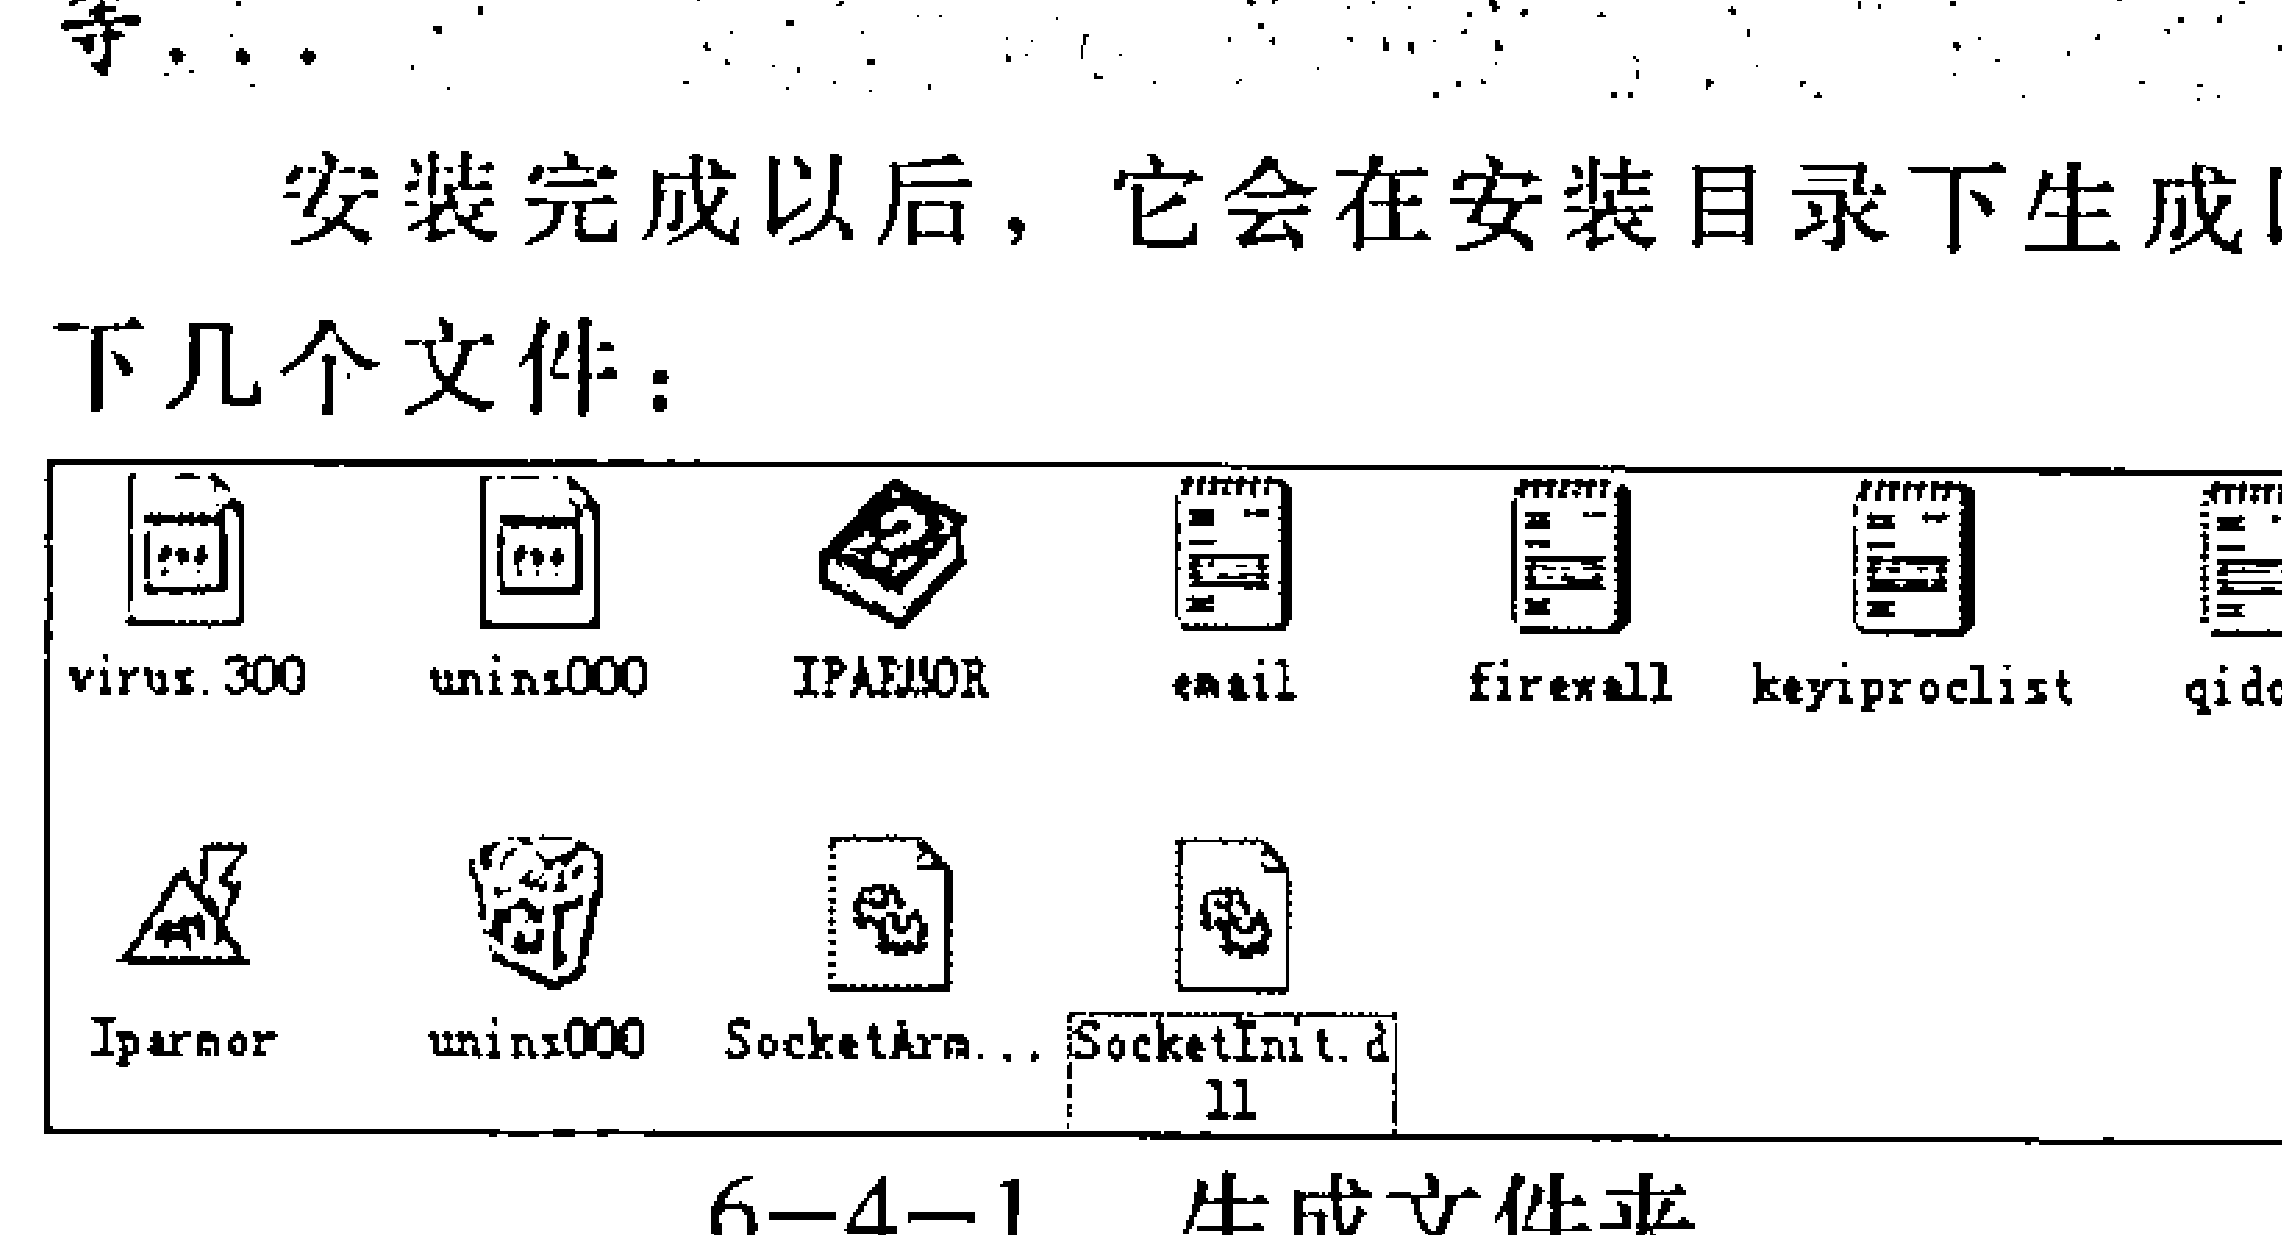 等...
安装完成以后，它会在安装目录下生成以
下几个文件：
virus.300 unins000 IPARMOR email firewall keyiproclist qido
Iparmor unins000 SocketArm... SocketInit.d
ll
6-4-1 生成文件夹